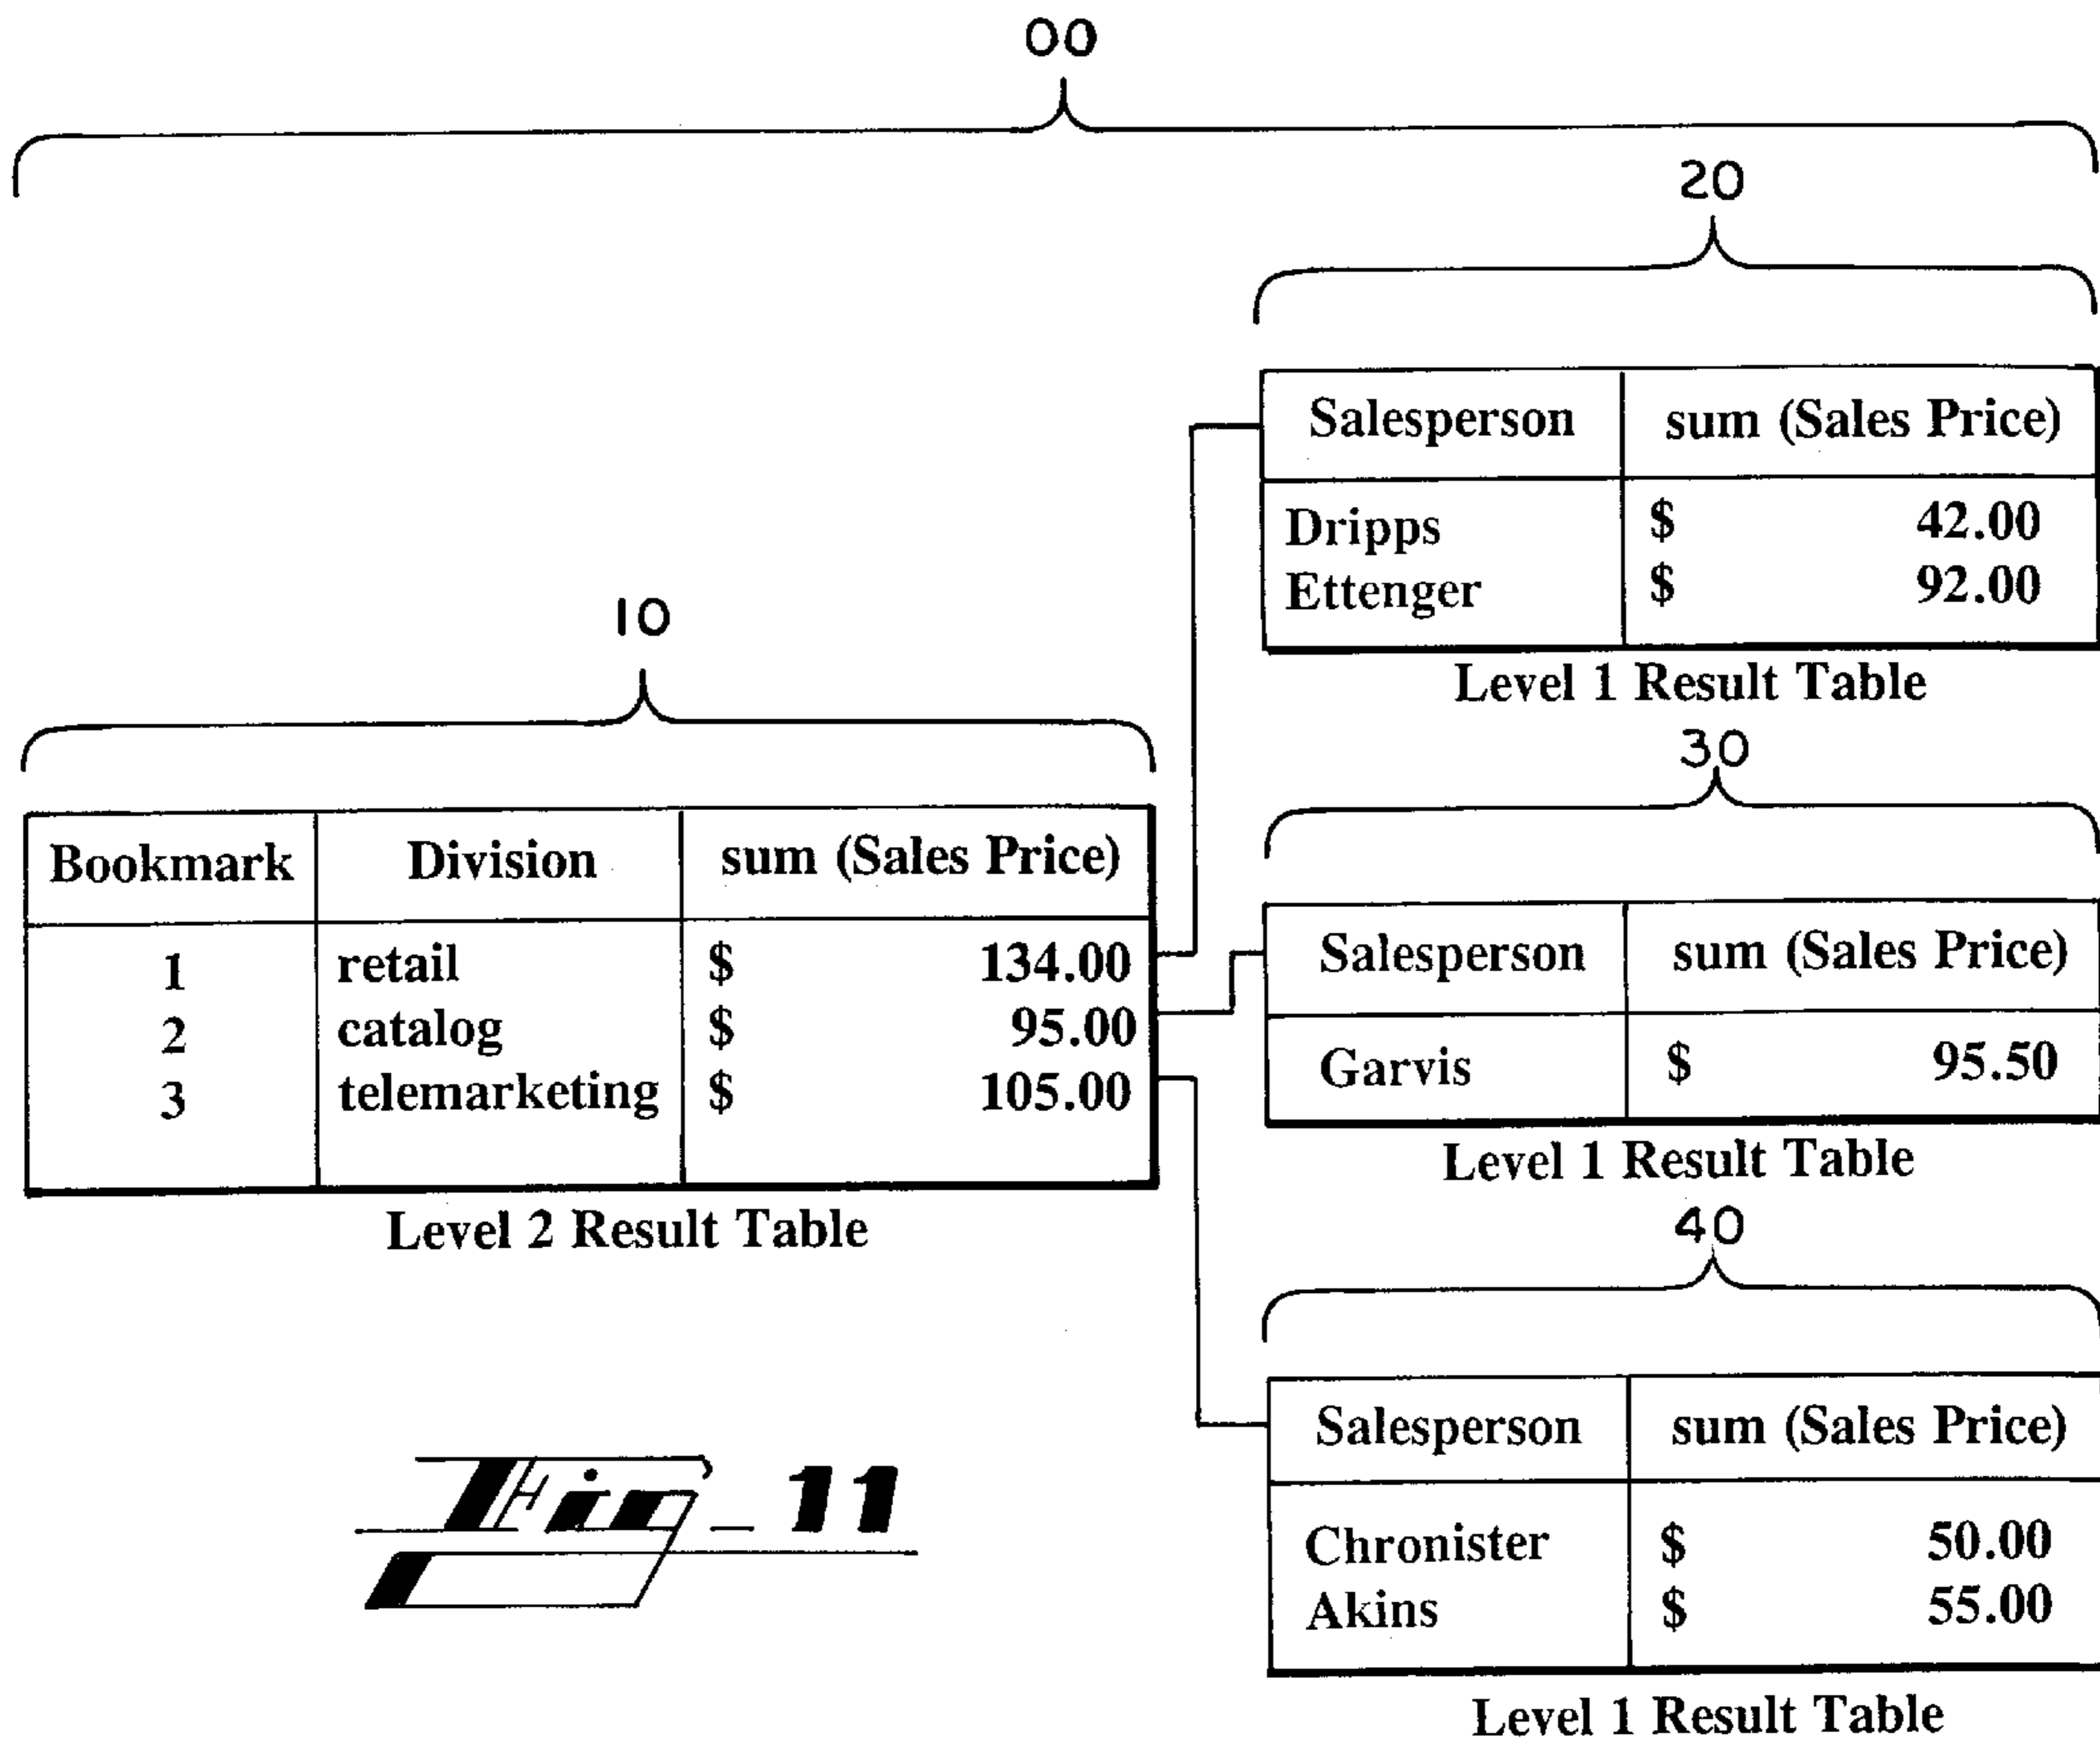 00
20
Salesperson sum (Sales Price)
Dripps $ 42.00
Ettenger $ 92.00
Level 1 Result Table
10
Bookmark Division sum (Sales Price)
1 retail $ 134.00
2 catalog $ 95.00
3 telemarketing $ 105.00
Level 2 Result Table
30
Salesperson sum (Sales Price)
Garvis $ 95.50
Level 1 Result Table
40
Salesperson sum (Sales Price)
Chronister $ 50.00
Akins $ 55.00
Level 1 Result Table
Fig_11